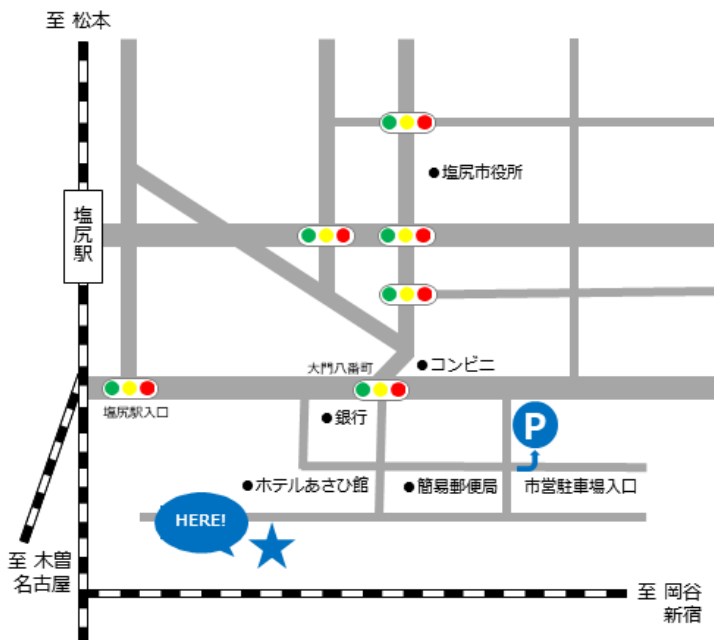 至 松本
塩尻市役所
塩尻駅
コンビニ
大門八番町
塩尻駅入口
銀行
P
ホテルあさひ館
簡易郵便局
市営駐車場入口
HERE!
至 木曽
名古屋
至 岡谷
新宿